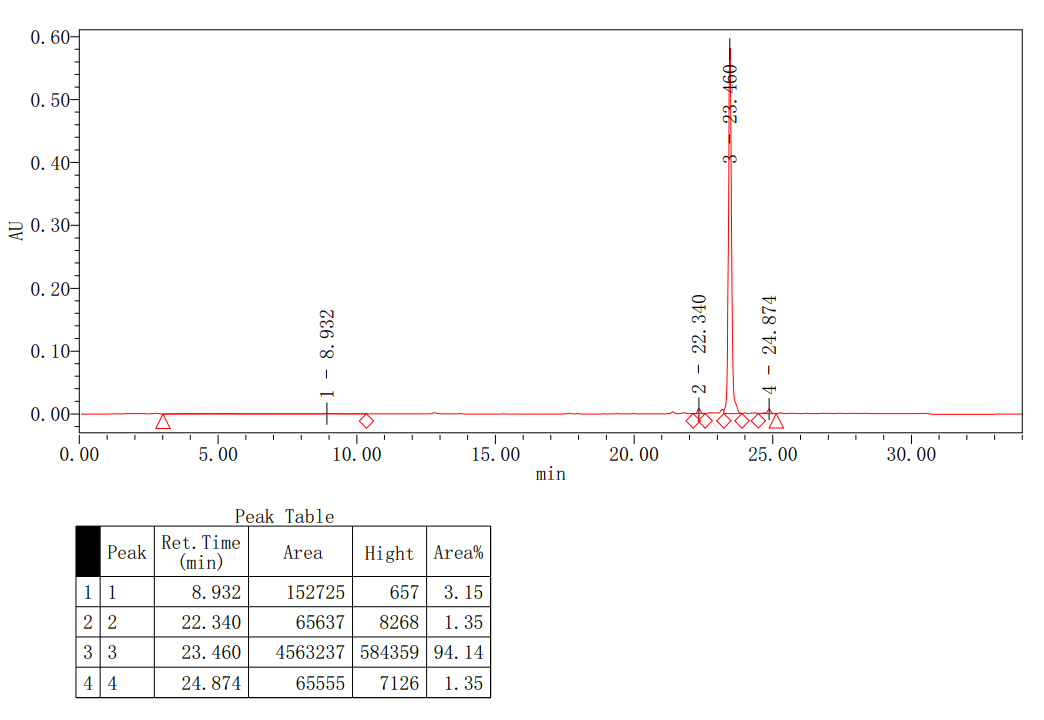 0.60
0.50
0.40
0.30
0.20
0.10
0.00
AU
1 - 8.932
2 - 22.340
3 - 23.460
4 - 24.874
0.00 5.00 10.00 15.00 20.00 25.00 30.00
min
Peak Table
Peak Ret.Time (min) Area Hight Area%
1 1 8.932 152725 657 3.15
2 2 22.340 65637 8268 1.35
3 3 23.460 4563237 584359 94.14
4 4 24.874 65555 7126 1.35